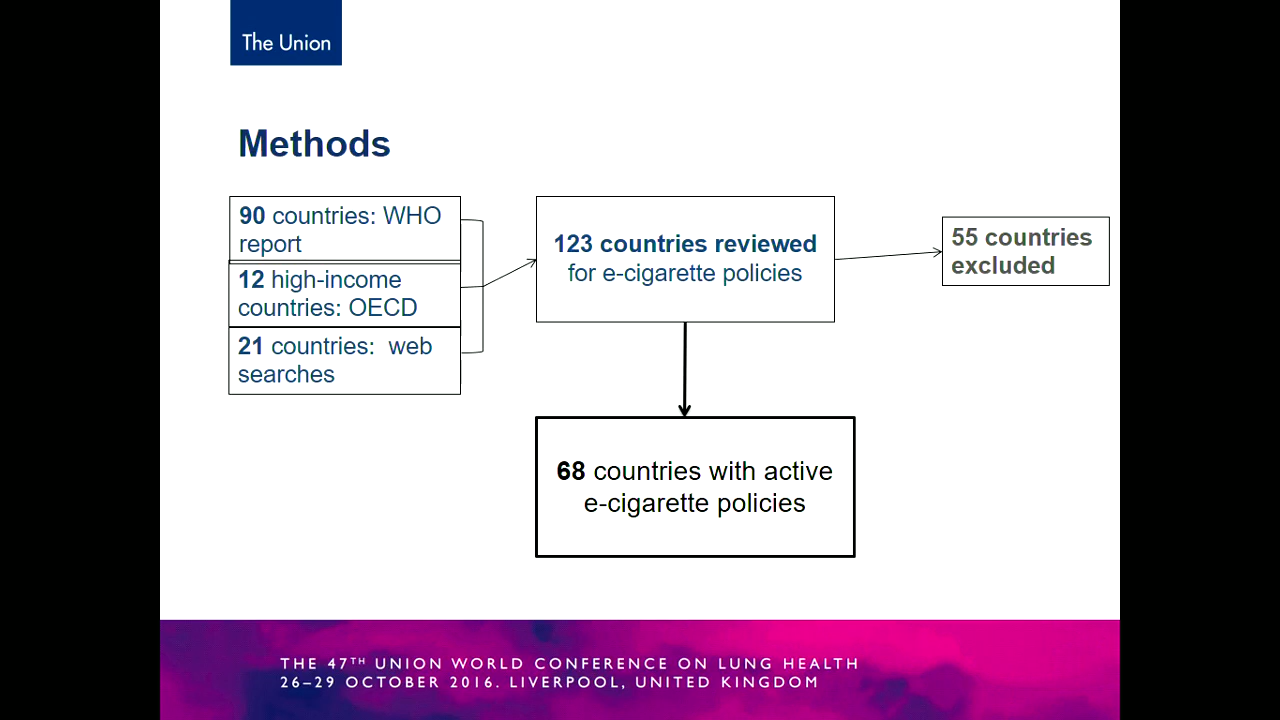 The Union
Methods
90 countries: WHO
report
12 high-income
countries: OECD
21 countries:  web
searches
123 countries reviewed
for e-cigarette policies
55 countries
excluded
68 countries with active
e-cigarette policies
THE 47TH UNION WORLD CONFERENCE ON LUNG HEALTH
26–29 OCTOBER 2016. LIVERPOOL, UNITED KINGDOM